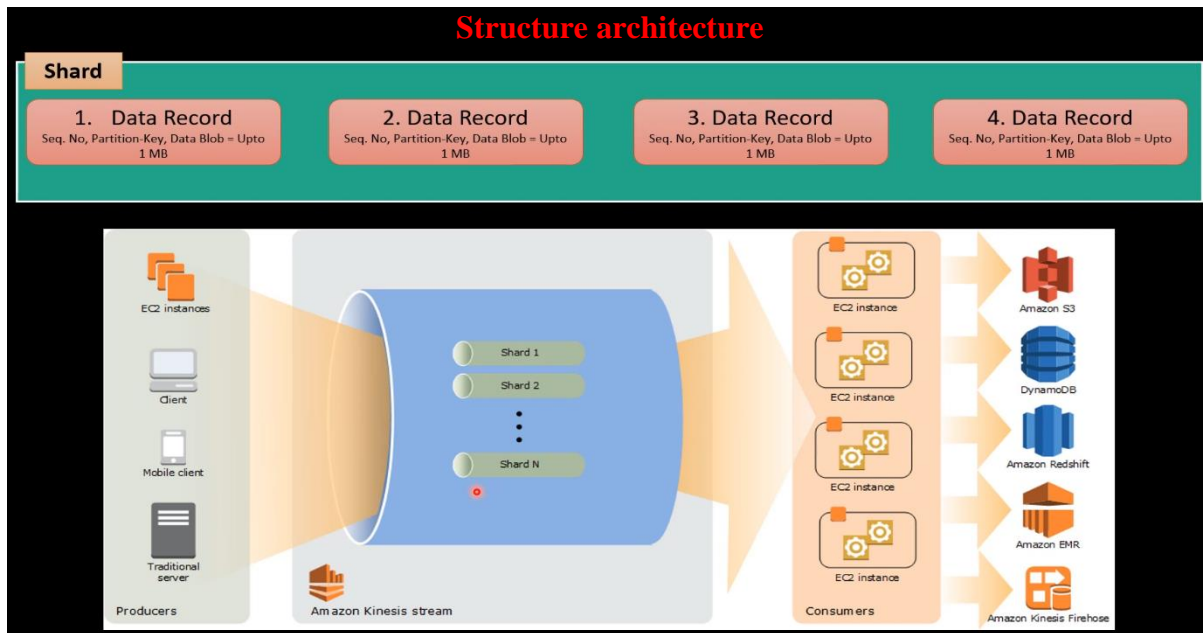 Structure architecture
Shard
1. Data Record
Seq. No, Partition-Key, Data Blob = Upto
1 MB
2. Data Record
Seq. No, Partition-Key, Data Blob = Upto
1 MB
3. Data Record
Seq. No, Partition-Key, Data Blob = Upto
1 MB
4. Data Record
Seq. No, Partition-Key, Data Blob = Upto
1 MB
EC2 instances
Client
Mobile client
Traditional
server
Producers
Shard 1
Shard 2
Shard N
Amazon Kinesis stream
EC2 instance
EC2 instance
EC2 instance
EC2 instance
Consumers
Amazon S3
DynamoDB
Amazon Redshift
Amazon EMR
Amazon Kinesis Firehose